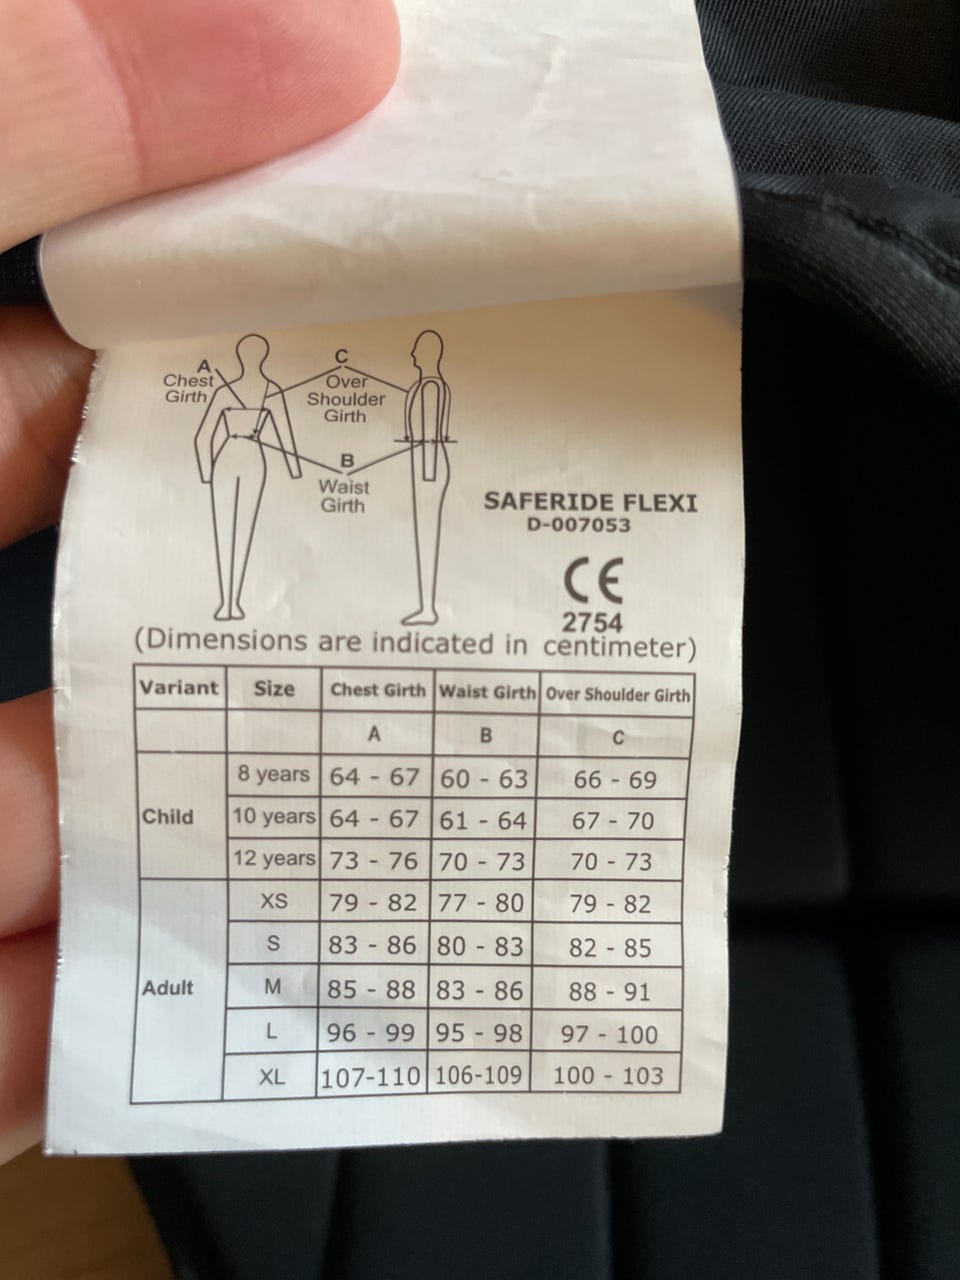 A
Chest
Girth
C
Over
Shoulder
Girth
B
Waist
Girth
SAFERIDE FLEXI
D-007053
CE
2754
(Dimensions are indicated in centimeter)
Variant Size Chest Girth Waist Girth Over Shoulder Girth
A B C
Child
8 years 64 - 67 60 - 63 66 - 69
10 years 64 - 67 61 - 64 67 - 70
12 years 73 - 76 70 - 73 70 - 73
Adult
XS 79 - 82 77 - 80 79 - 82
S 83 - 86 80 - 83 82 - 85
M 85 - 88 83 - 86 88 - 91
L 96 - 99 95 - 98 97 - 100
XL 107-110 106-109 100 - 103